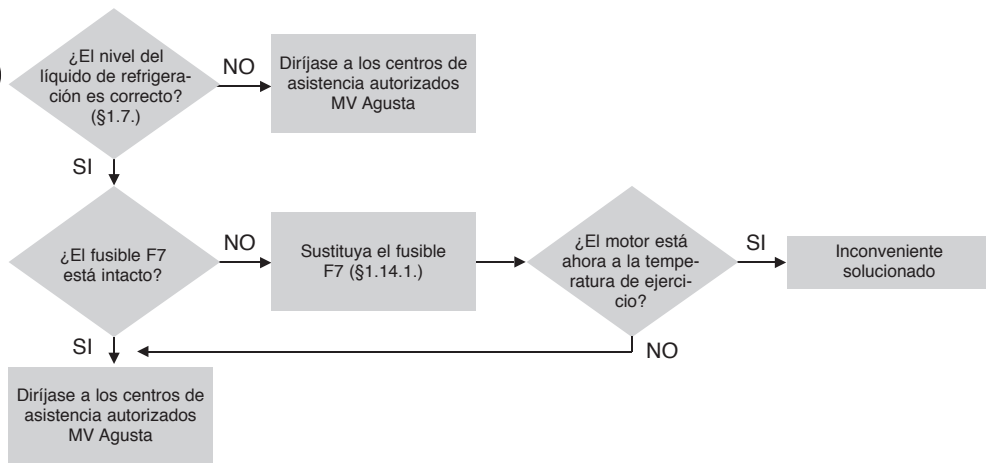 ¿El nivel del
líquido de refrigera-
ción es correcto?
(§1.7.)
NO
Diríjase a los centros de
asistencia autorizados
MV Agusta
SI
¿El fusible F7
está intacto?
NO
Sustituya el fusible
F7 (§1.14.1.)
¿El motor está
ahora a la tempe-
ratura de ejerci-
cio?
SI
Inconveniente
solucionado
NO
SI
Diríjase a los centros de
asistencia autorizados
MV Agusta